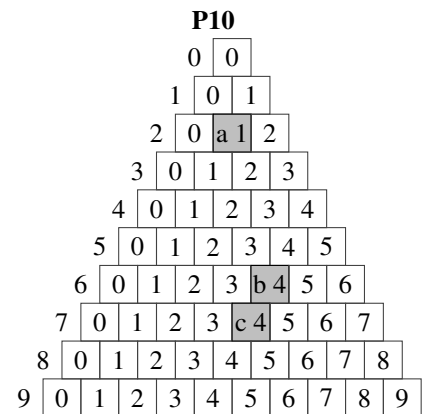 P10
0 0
1 0 1
2 0 a 1 2
3 0 1 2 3
4 0 1 2 3 4
5 0 1 2 3 4 5
6 0 1 2 3 b 4 5 6
7 0 1 2 3 c 4 5 6 7
8 0 1 2 3 4 5 6 7 8
9 0 1 2 3 4 5 6 7 8 9